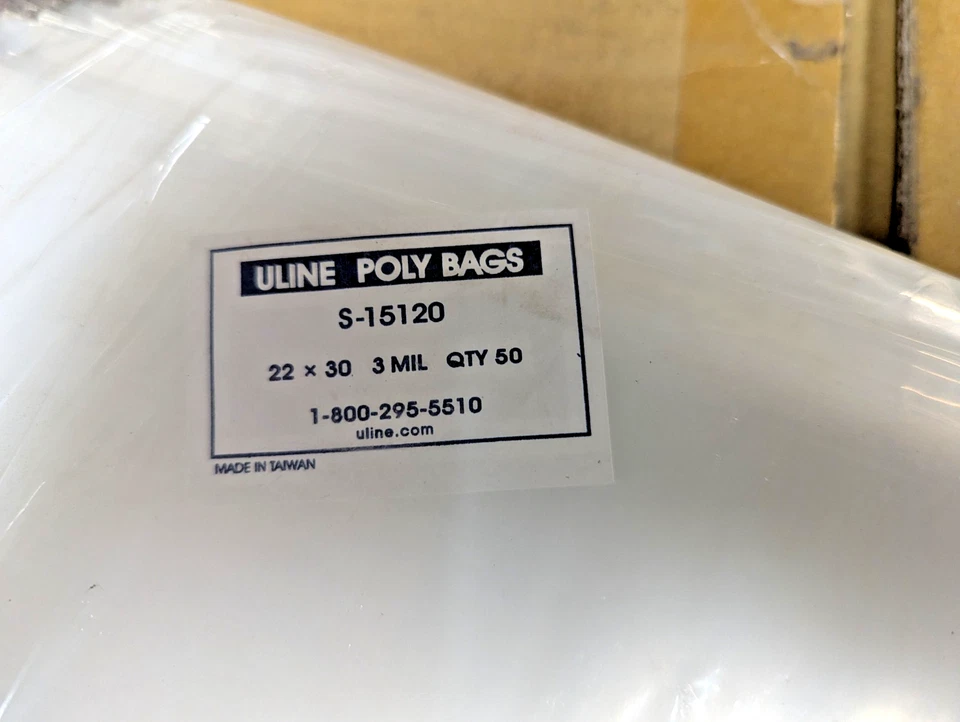 ULINE POLY BAGS
S-15120
22 × 30 3 MIL QTY 50
1-800-295-5510
uline.com
MADE IN TAIWAN